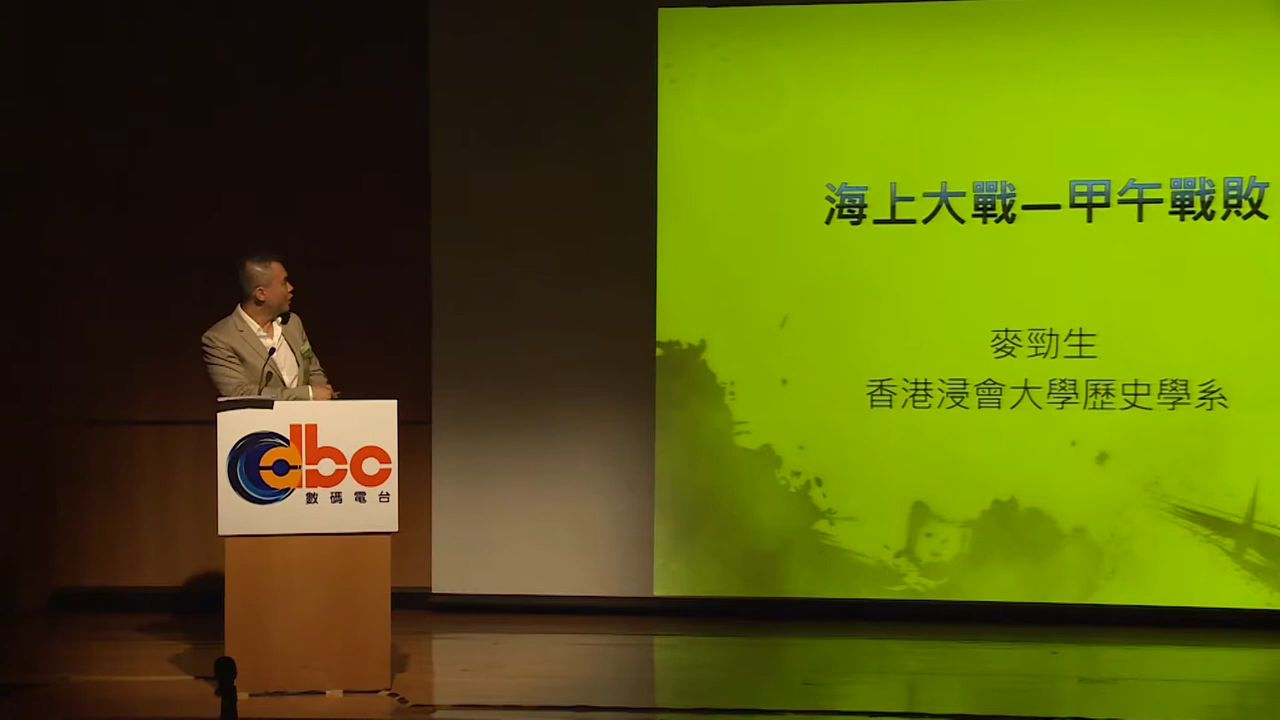 海上大戰—甲午戰敗
麥勁生
香港浸會大學歷史學系
dbc
數碼電台